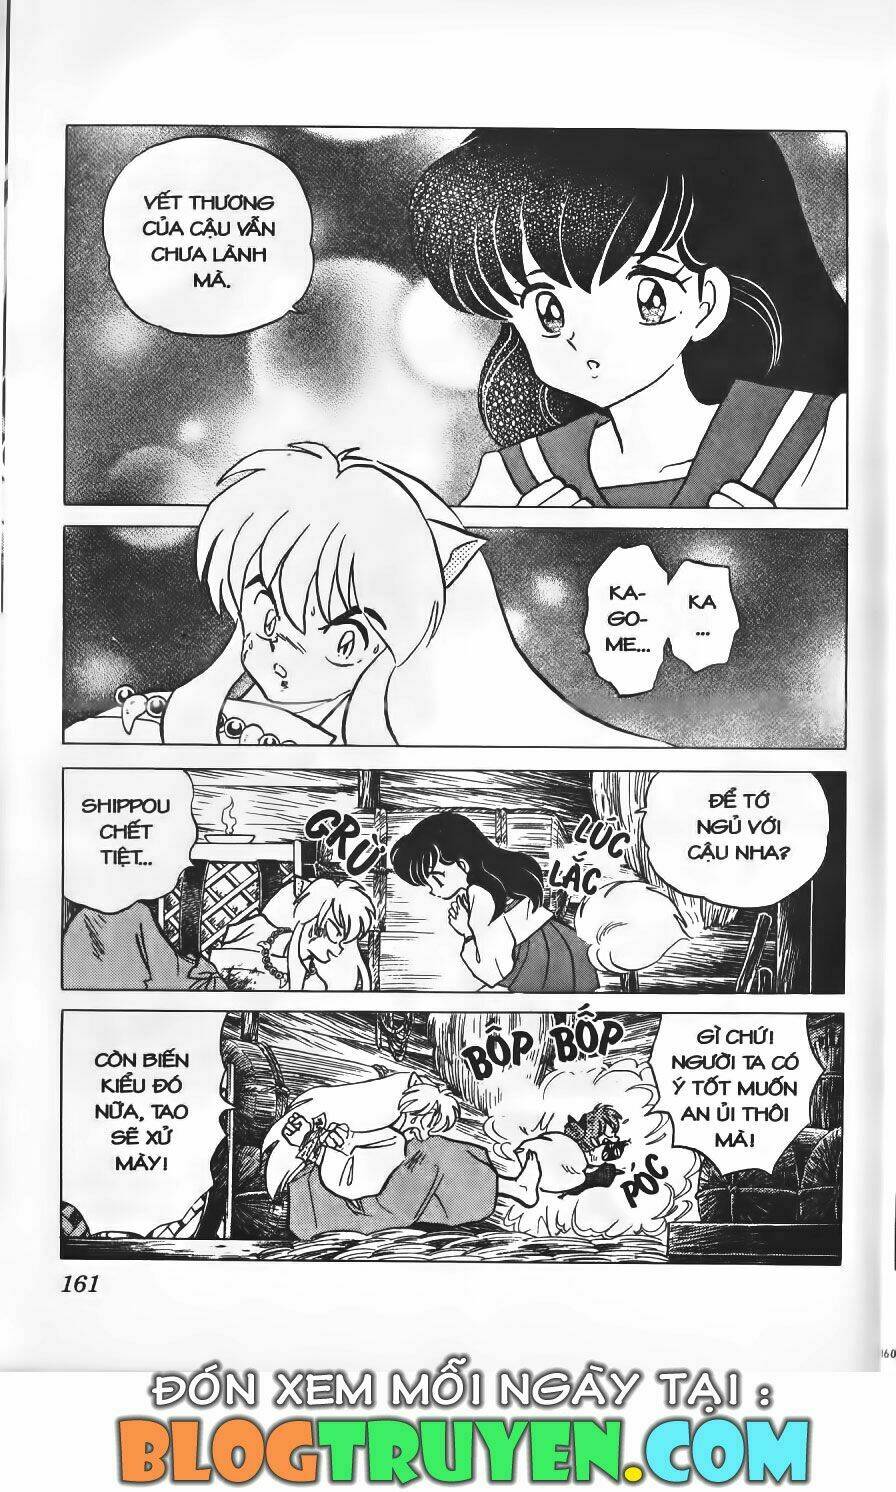 VẾT THƯƠNG
CỦA CẬU VẪN
CHƯA LÀNH
MÀ.
KA
...
KA-
GO-
ME...
ĐỂ TỚ
NGỦ VỚI
CẬU NHA?
LÚC
LẮC
GRỪ
SHIPPOU
CHẾT
TIỆT...
GÌ CHỨ!
NGƯỜI TA CÓ
Ý TỐT MUỐN
AN ỦI THÔI
MÀ!
BỐP BỐP
PÓC
CÒN BIẾN
KIỂU ĐÓ
NỮA, TAO
SẼ XỬ
MÀY!
161
160
ĐÓN XEM MỖI NGÀY TẠI :
BLOGTRUYEN.COM